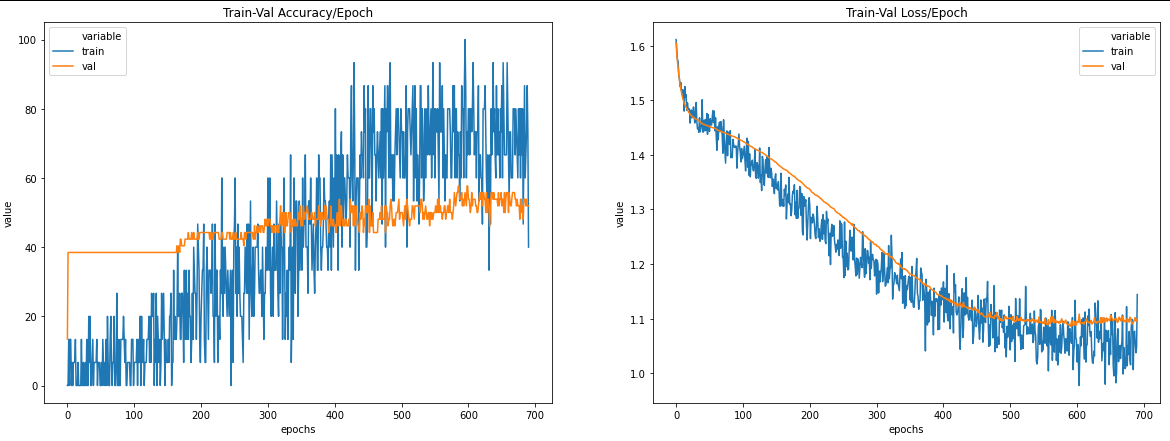 Train-Val Accuracy/Epoch
variable
train
val
100
80
60
40
20
0
value
0 100 200 300 400 500 600 700
epochs
Train-Val Loss/Epoch
variable
train
val
1.6
1.5
1.4
1.3
1.2
1.1
1.0
value
0 100 200 300 400 500 600 700
epochs